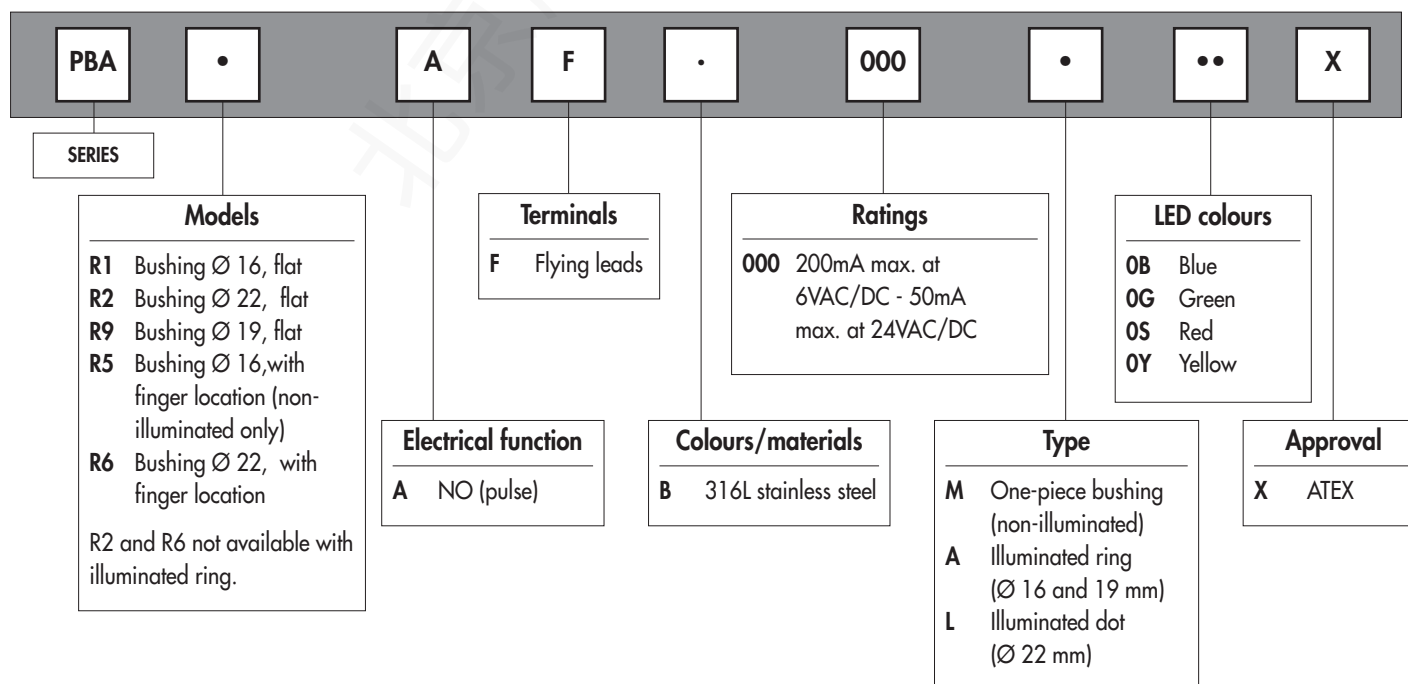 PBA • A F • 000 • •• X
SERIES
Models
R1 Bushing Ø 16, flat
R2 Bushing Ø 22, flat
R9 Bushing Ø 19, flat
R5 Bushing Ø 16,with
finger location (non-
illuminated only)
R6 Bushing Ø 22, with
finger location
R2 and R6 not available with
illuminated ring.
Electrical function
A NO (pulse)
Terminals
F Flying leads
Colours/materials
B 316L stainless steel
Ratings
000 200mA max. at
6VAC/DC - 50mA
max. at 24VAC/DC
Type
M One-piece bushing
(non-illuminated)
A Illuminated ring
(Ø 16 and 19 mm)
L Illuminated dot
(Ø 22 mm)
LED colours
0B Blue
0G Green
0S Red
0Y Yellow
Approval
X ATEX
北京